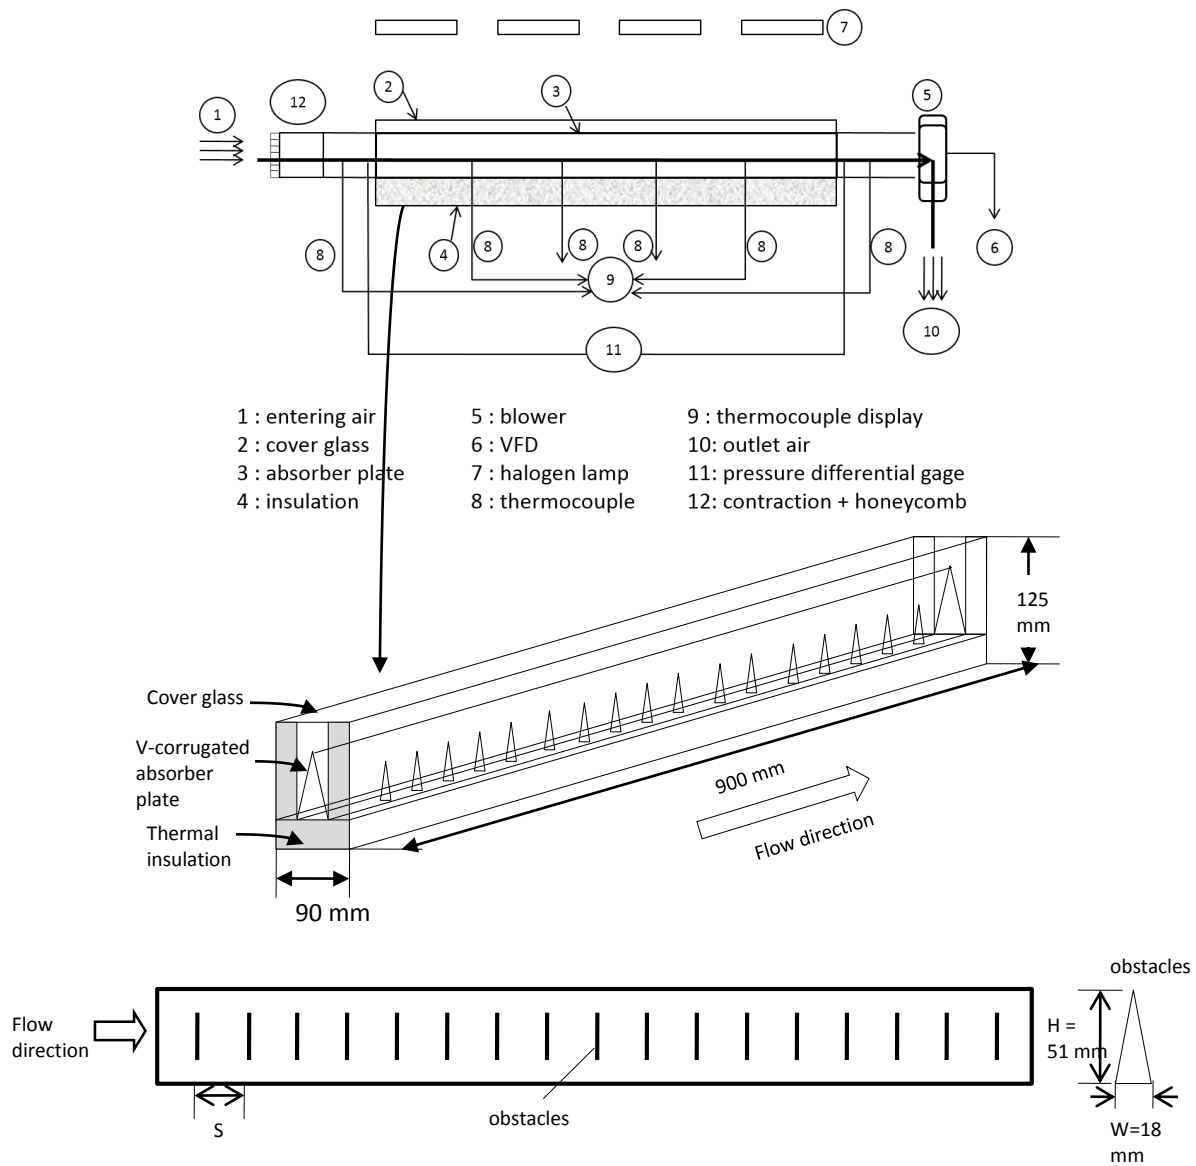 7
2
3
5
12
1
8
4
8
8
8
8
8
6
9
10
11
1 : entering air
2 : cover glass
3 : absorber plate
4 : insulation
5 : blower
6 : VFD
7 : halogen lamp
8 : thermocouple
9 : thermocouple display
10: outlet air
11: pressure differential gage
12: contraction + honeycomb
125
mm
Cover glass
V-corrugated
absorber
plate
Thermal
insulation
900 mm
Flow direction
90 mm
obstacles
Flow
direction
H =
51 mm
S
obstacles
W=18
mm